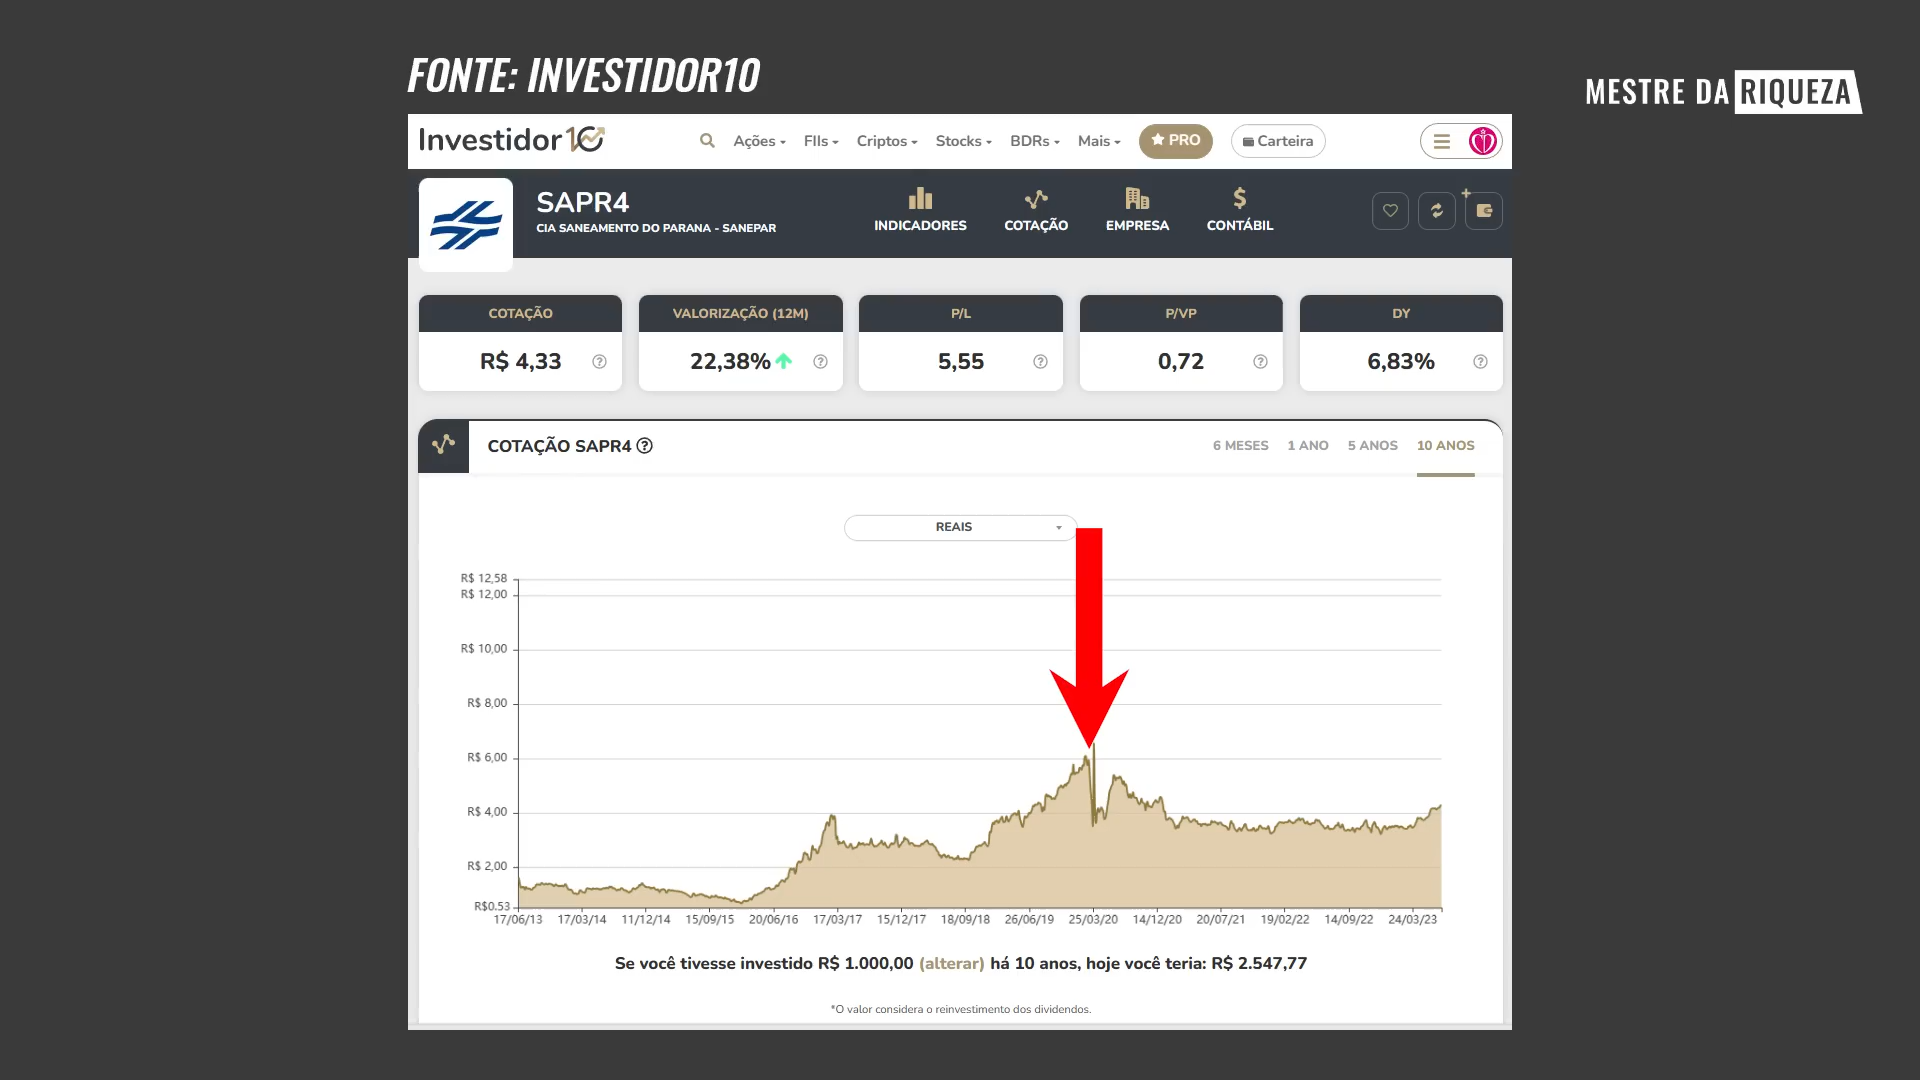 FONTE: INVESTIDOR10
MESTRE DA RIQUEZA
Investidor10
Ações
FIIs
Criptos
Stocks
BDRs
Mais
PRO
Carteira
SAPR4
CIA SANEAMENTO DO PARANA - SANEPAR
INDICADORES
COTAÇÃO
EMPRESA
CONTÁBIL
COTAÇÃO
R$ 4,33
VALORIZAÇÃO (12M)
22,38%
P/L
5,55
P/VP
0,72
DY
6,83%
COTAÇÃO SAPR4
6 MESES
1 ANO
5 ANOS
10 ANOS
REAIS
R$ 12,58
R$ 12,00
R$ 10,00
R$ 8,00
R$ 6,00
R$ 4,00
R$ 2,00
R$0.53
17/06/13
17/03/14
11/12/14
15/09/15
20/06/16
17/03/17
15/12/17
18/09/18
26/06/19
25/03/20
14/12/20
20/07/21
19/02/22
14/09/22
24/03/23
Se você tivesse investido R$ 1.000,00 (alterar) há 10 anos, hoje você teria: R$ 2.547,77
*O valor considera o reinvestimento dos dividendos.